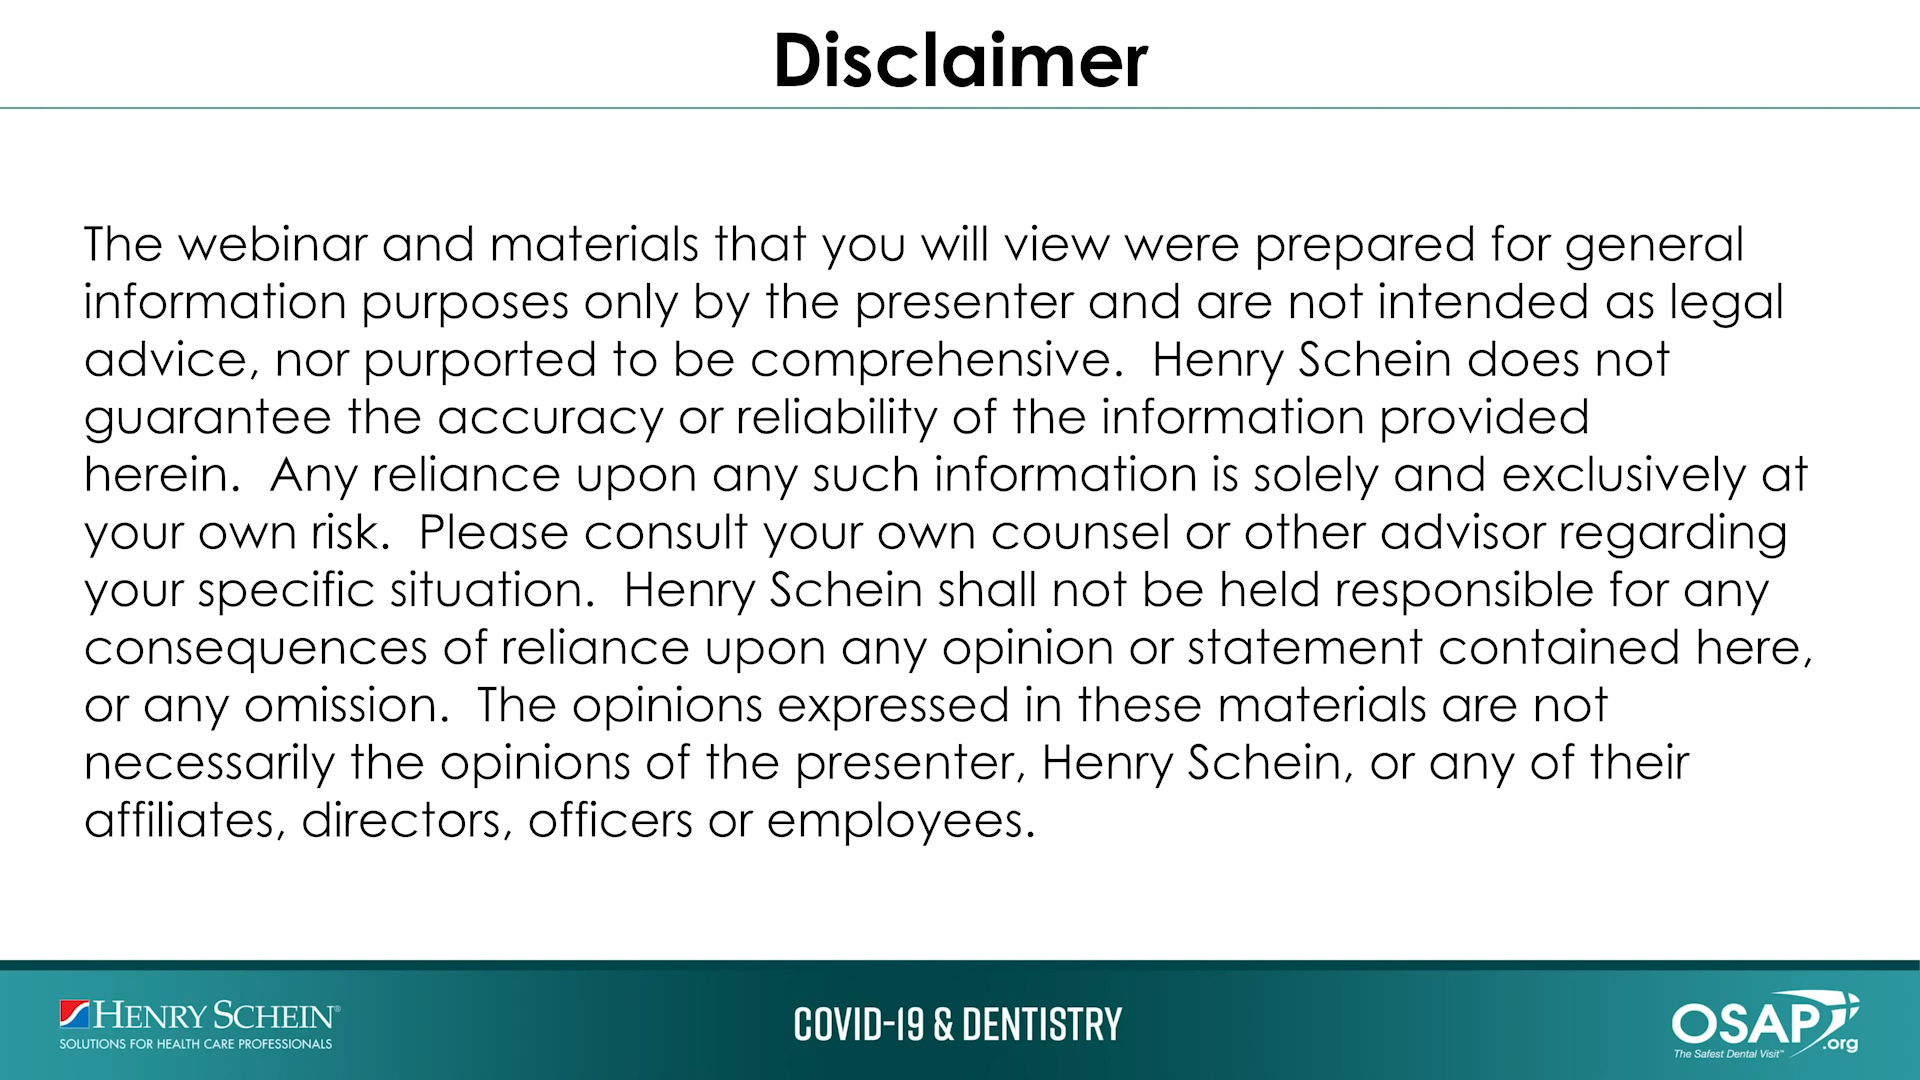 Disclaimer
The webinar and materials that you will view were prepared for general
information purposes only by the presenter and are not intended as legal
advice, nor purported to be comprehensive.  Henry Schein does not
guarantee the accuracy or reliability of the information provided
herein.  Any reliance upon any such information is solely and exclusively at
your own risk.  Please consult your own counsel or other advisor regarding
your specific situation.  Henry Schein shall not be held responsible for any
consequences of reliance upon any opinion or statement contained here,
or any omission.  The opinions expressed in these materials are not
necessarily the opinions of the presenter, Henry Schein, or any of their
affiliates, directors, officers or employees.
HENRY SCHEIN®
SOLUTIONS FOR HEALTH CARE PROFESSIONALS
COVID-19 & DENTISTRY
OSAP
.org
The Safest Dental Visit™